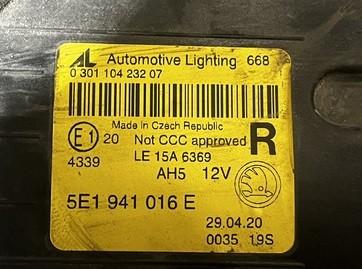 AL Automotive Lighting 668
0 301 104 232 07
Made in Czech Republic
E1 20 Not CCC approved R
4339 LE 15A 6369
AH5 12V
5E1 941 016 E
29.04.20
0035 19S